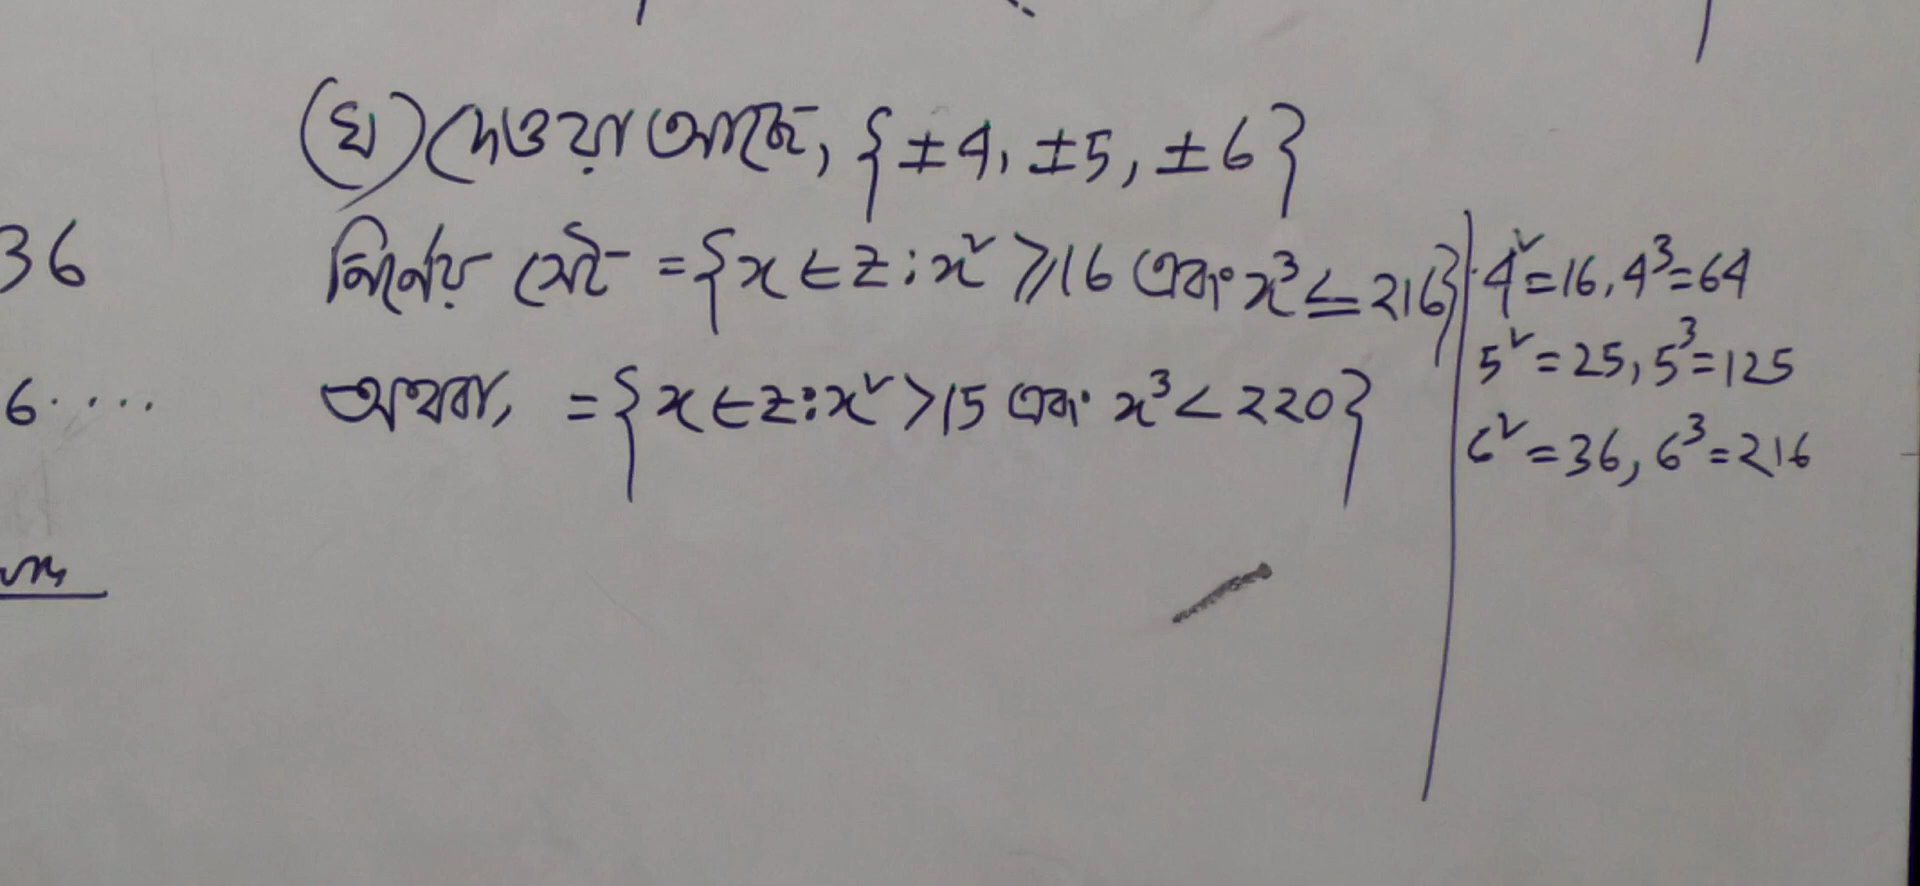 (ঘ) দেওয়া আছে, {±4, ±5, ±6}
নির্ণেয় সেট = {x ∈ Z : x² ≥ 16 এবং x³ ≤ 216}
অথবা, = {x ∈ Z : x² > 15 এবং x³ < 220}
4² = 16, 4³ = 64
5² = 25, 5³ = 125
6² = 36, 6³ = 216
36
6....